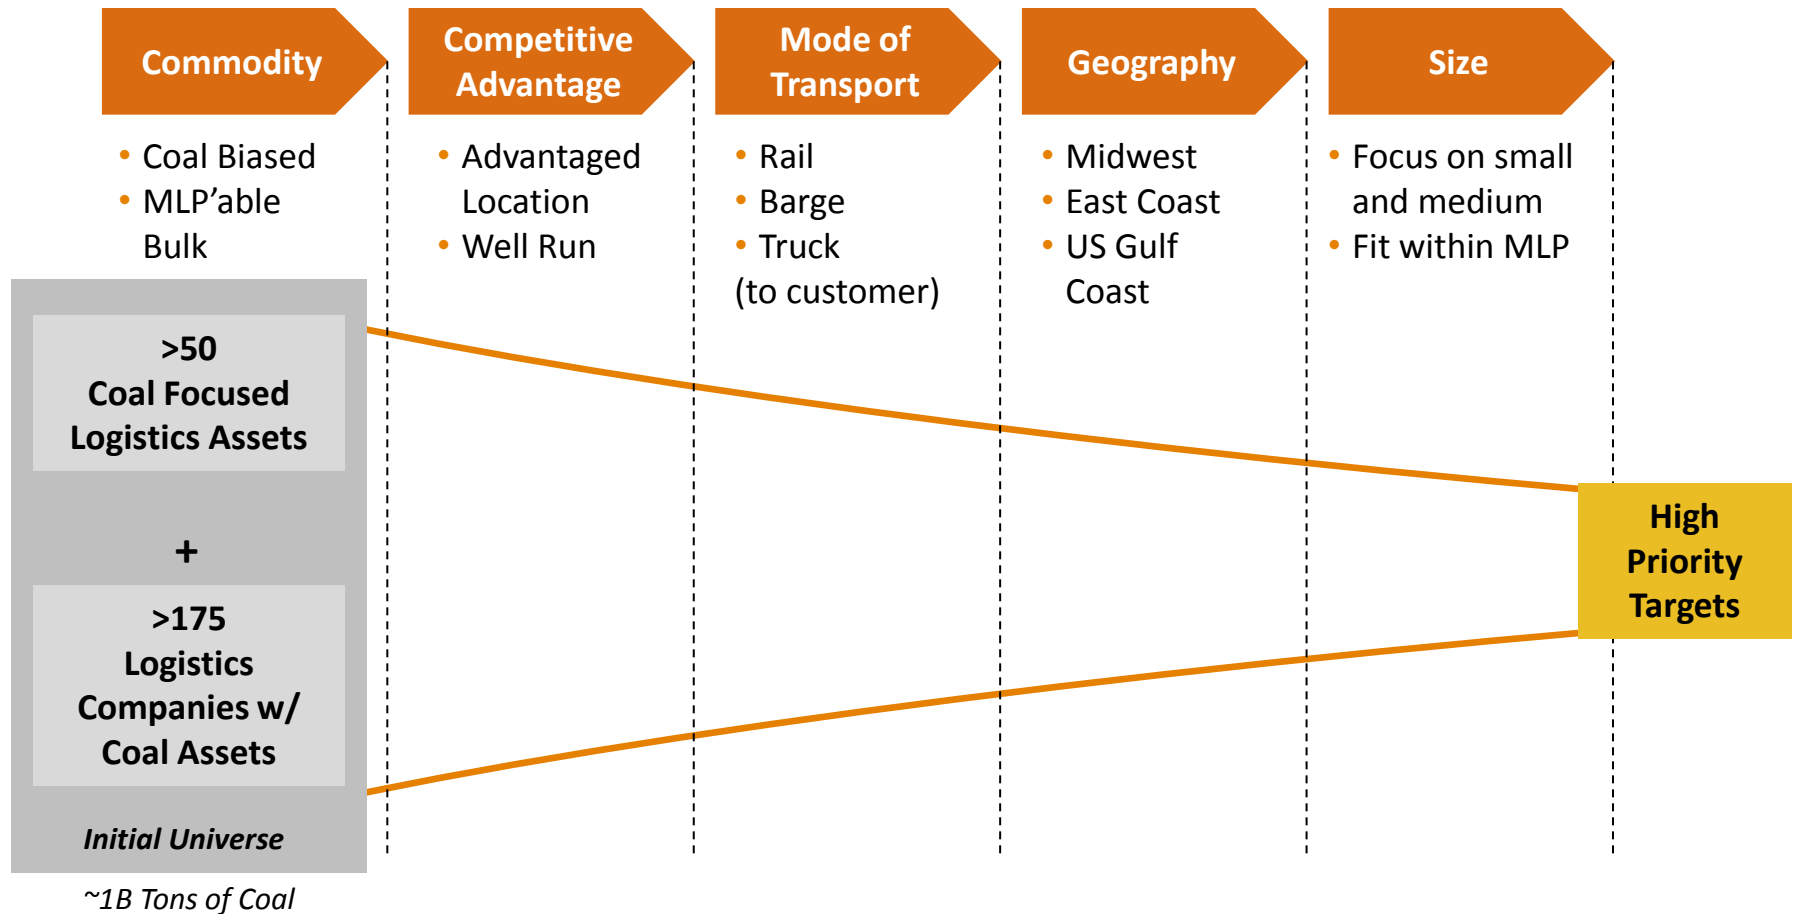 Commodity
Competitive
Advantage
Mode of
Transport
Geography
Size
• Coal Biased
• MLP’able
Bulk
• Advantaged
Location
• Well Run
• Rail
• Barge
• Truck
(to customer)
• Midwest
• East Coast
• US Gulf
Coast
• Focus on small
and medium
• Fit within MLP
>50
Coal Focused
Logistics Assets
+
>175
Logistics
Companies w/
Coal Assets
Initial Universe
~1B Tons of Coal
High
Priority
Targets